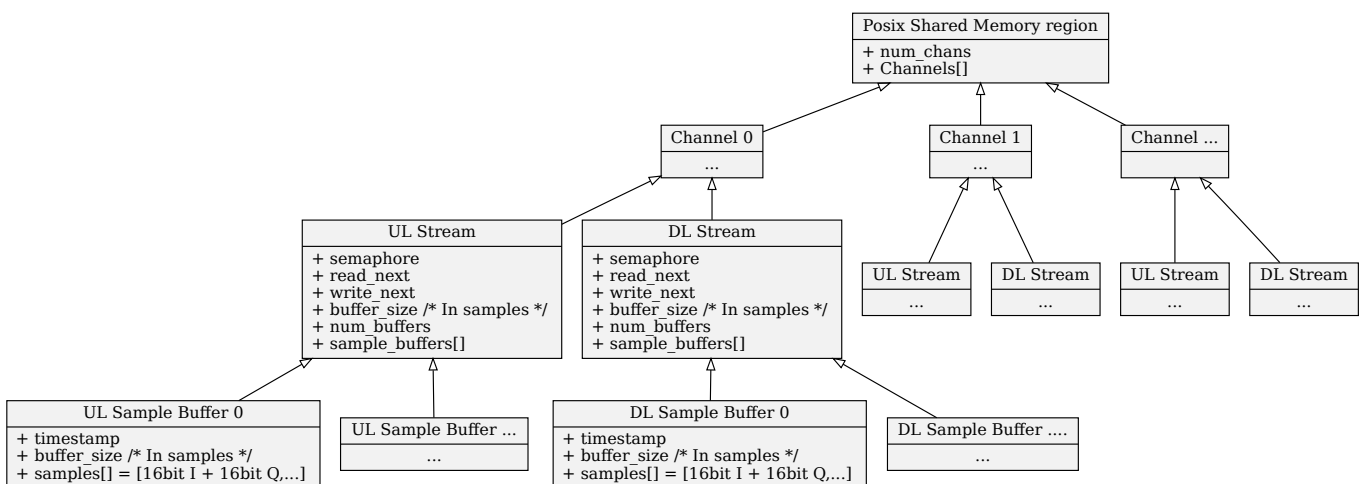 Posix Shared Memory region
+ num_chans
+ Channels[]
Channel 0
...
Channel 1
...
Channel ...
UL Stream
+ semaphore
+ read_next
+ write_next
+ buffer_size /* In samples */
+ num_buffers
+ sample_buffers[]
DL Stream
+ semaphore
+ read_next
+ write_next
+ buffer_size /* In samples */
+ num_buffers
+ sample_buffers[]
UL Stream
...
DL Stream
...
UL Stream
...
DL Stream
...
UL Sample Buffer 0
+ timestamp
+ buffer_size /* In samples */
+ samples[] = [16bit I + 16bit Q,...]
UL Sample Buffer ...
...
DL Sample Buffer 0
+ timestamp
+ buffer_size /* In samples */
+ samples[] = [16bit I + 16bit Q,...]
DL Sample Buffer ....
...